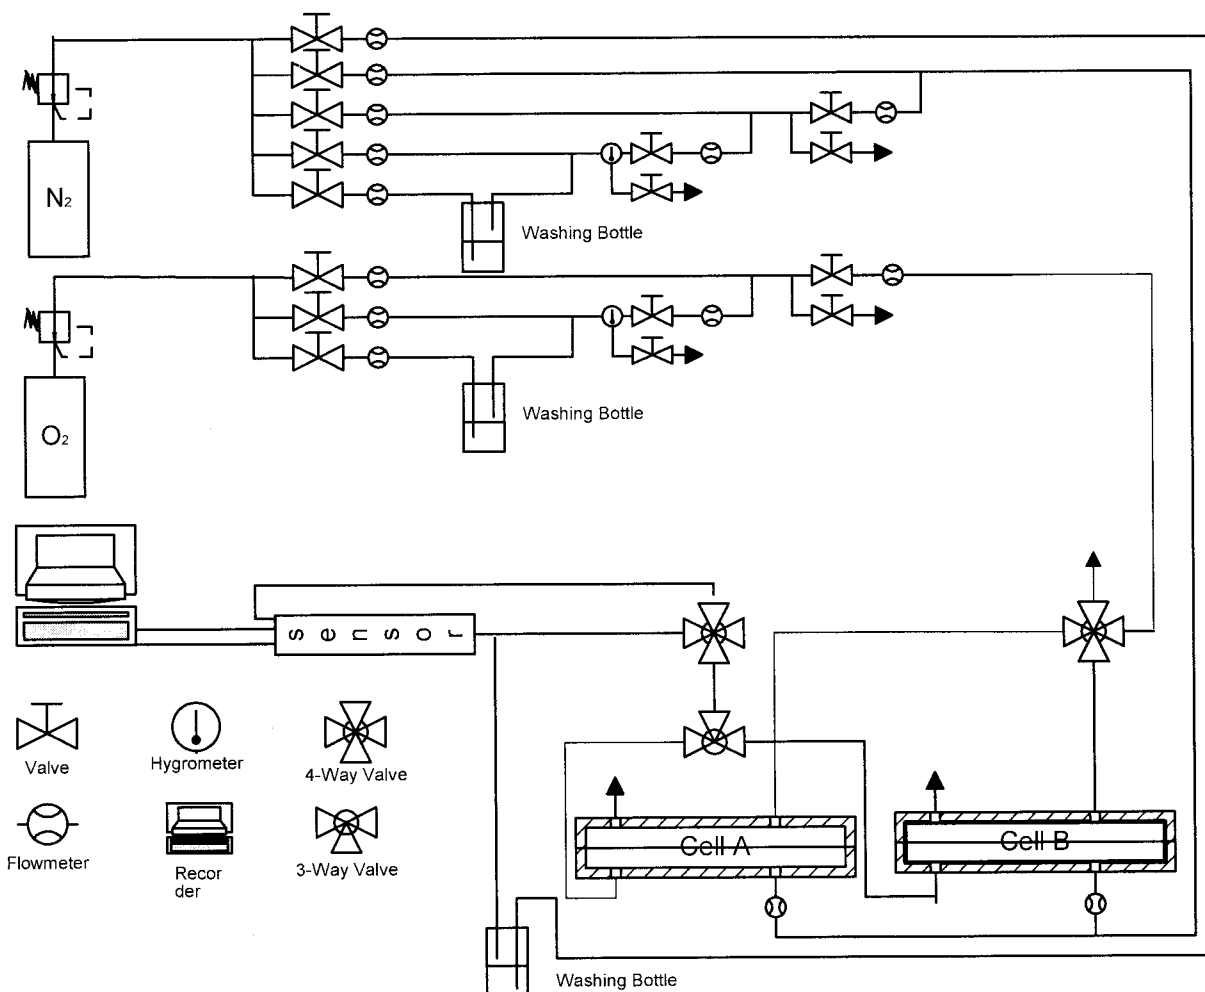 N2
Washing Bottle
O2
Washing Bottle
sensor
Valve
Hygrometer
4-Way Valve
Flowmeter
Recor
der
3-Way Valve
Cell A
Cell B
Washing Bottle